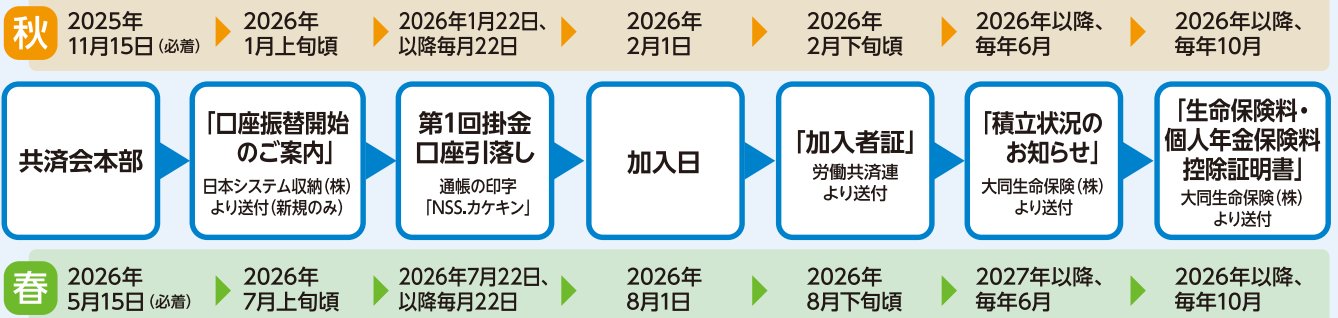 秋
2025年
11月15日(必着)
2026年
1月上旬頃
2026年1月22日、
以降毎月22日
2026年
2月1日
2026年
2月下旬頃
2026年以降、
毎年6月
2026年以降、
毎年10月
共済会本部
「口座振替開始
のご案内」
日本システム収納(株)
より送付(新規のみ)
第1回掛金
口座引落し
通帳の印字
「NSS.カケキン」
加入日
「加入者証」
労働共済連
より送付
「積立状況の
お知らせ」
大同生命保険(株)
より送付
「生命保険料・
個人年金保険料
控除証明書」
大同生命保険(株)
より送付
春
2026年
5月15日(必着)
2026年
7月上旬頃
2026年7月22日、
以降毎月22日
2026年
8月1日
2026年
8月下旬頃
2027年以降、
毎年6月
2026年以降、
毎年10月